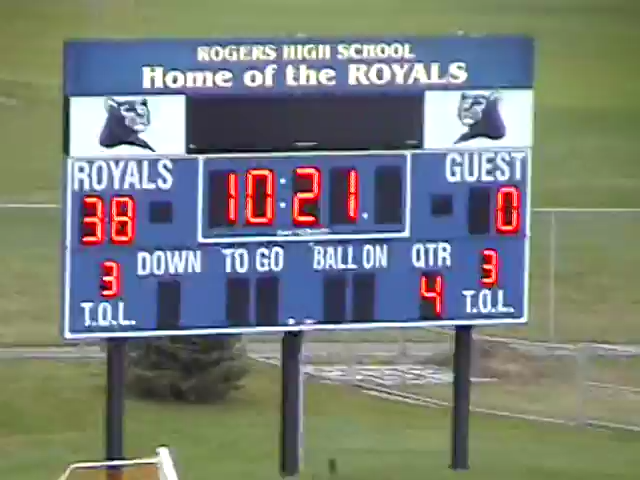 ROGERS HIGH SCHOOL
Home of the ROYALS
ROYALS GUEST
38 10:21. 0
DOWN TO GO BALL ON QTR
3 4 3
T.O.L. T.O.L.